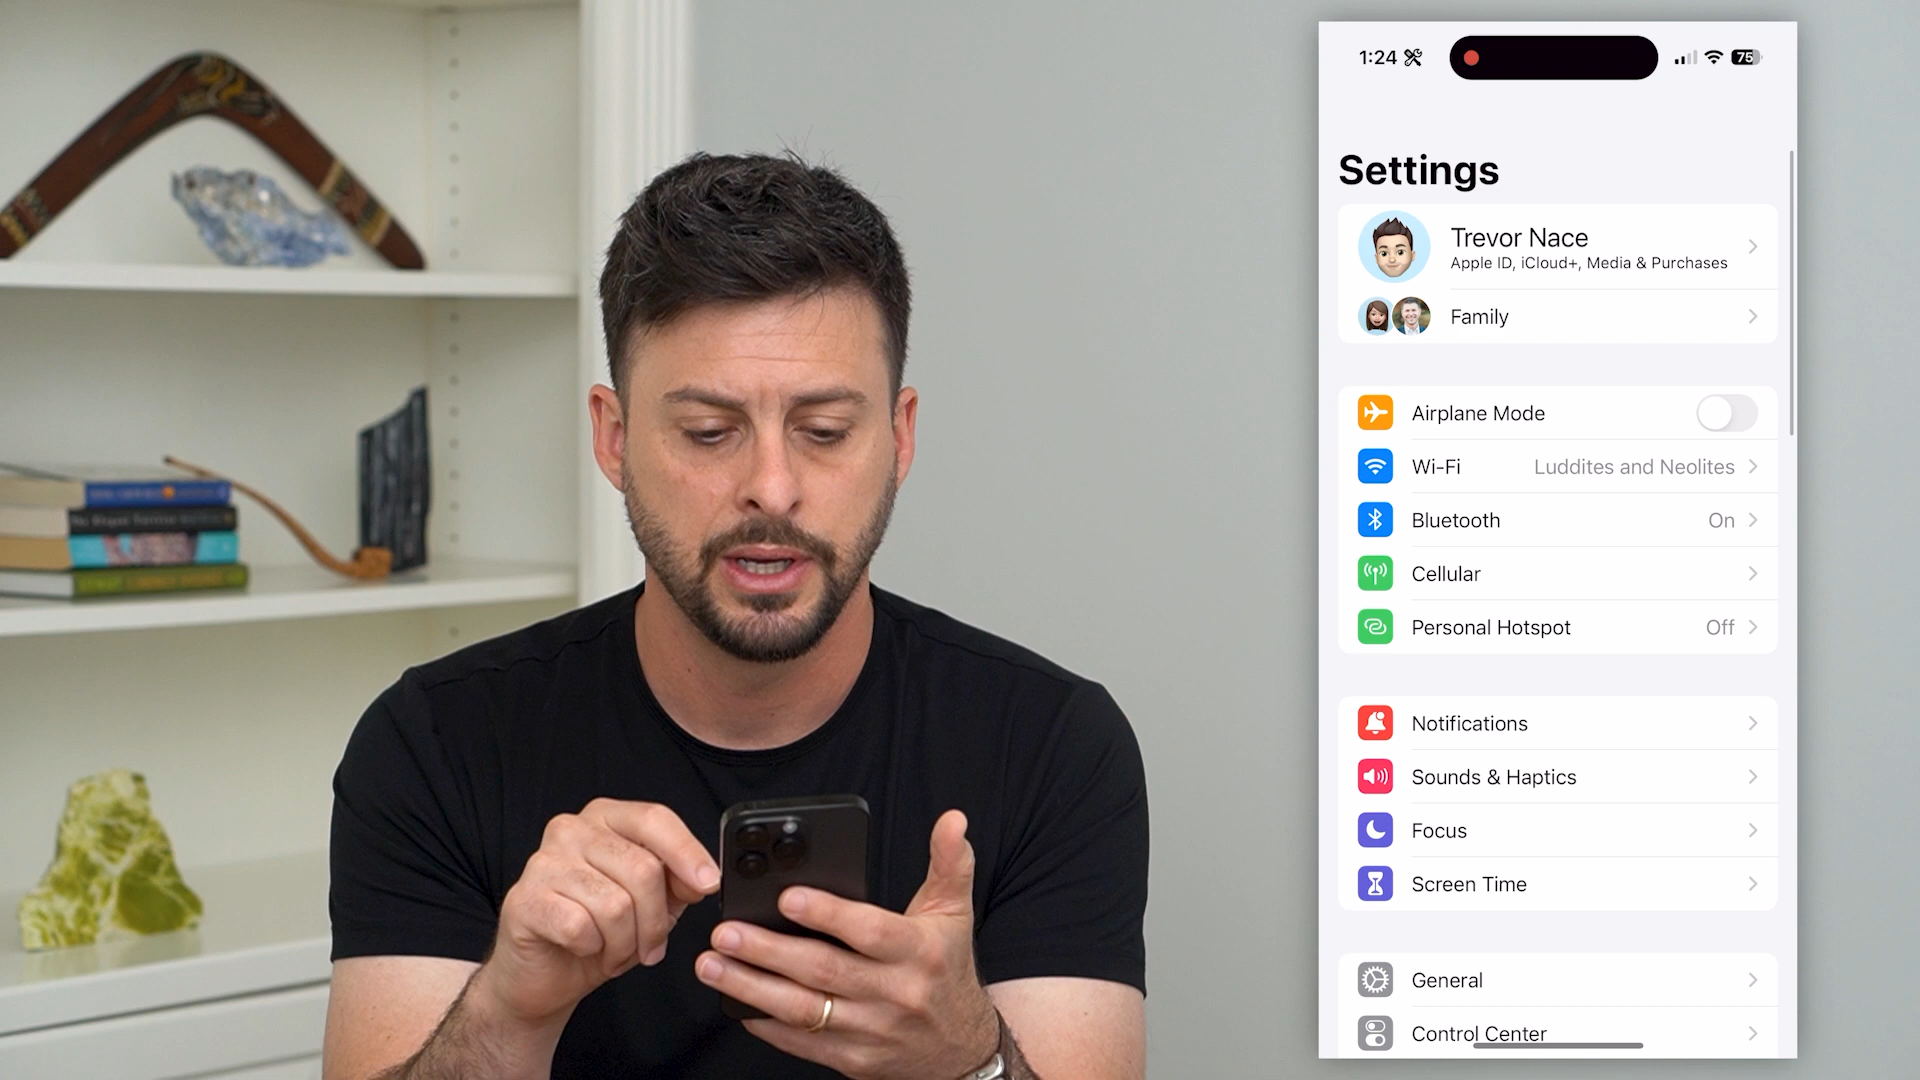 1:24
75
Settings
Trevor Nace
Apple ID, iCloud+, Media & Purchases
Family
Airplane Mode
Wi-Fi Luddites and Neolites
Bluetooth On
Cellular
Personal Hotspot Off
Notifications
Sounds & Haptics
Focus
Screen Time
General
Control Center